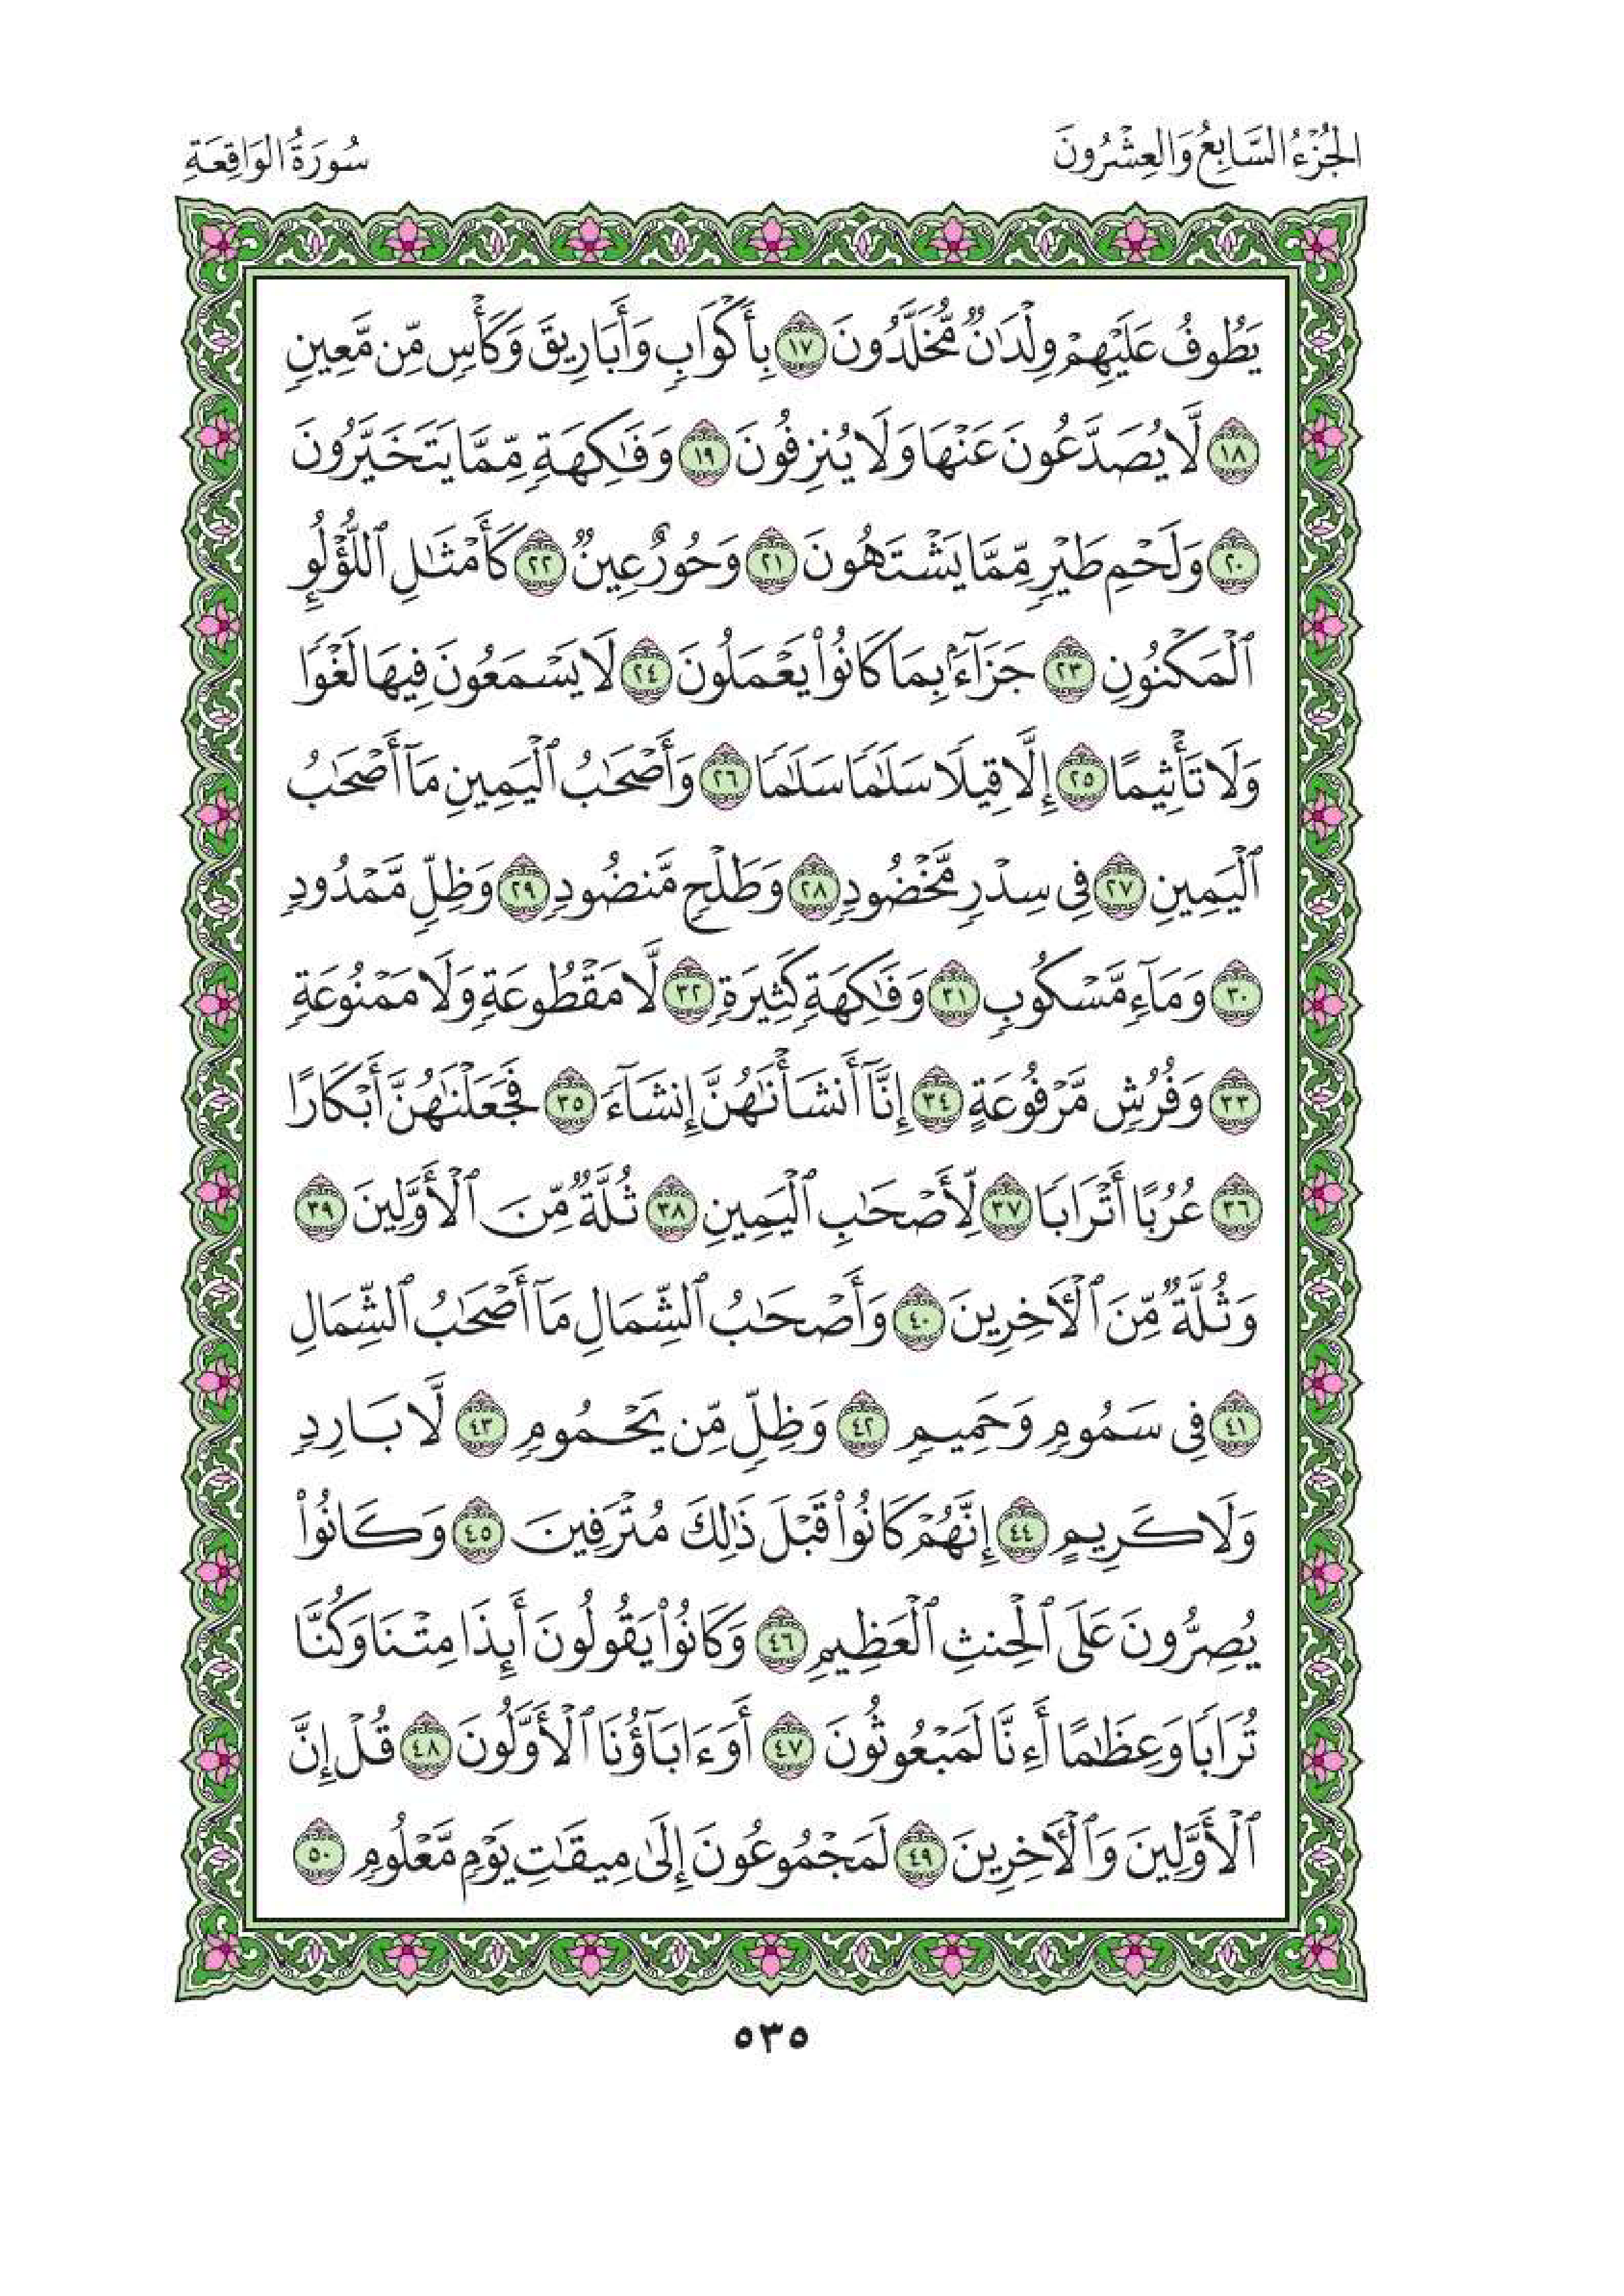 الجُزْءُ السَّابِعُ وَالعِشْرُونَ
سُورَةُ الوَاقِعَةِ
يَطُوفُ عَلَيْهِمْ وِلْدَٰنٌ مُّخَلَّدُونَ ١٧ بِأَكْوَابٍ وَأَبَارِيقَ وَكَأْسٍ مِّن مَّعِينٍ
١٨ لَّا يُصَدَّعُونَ عَنْهَا وَلَا يُنزِفُونَ ١٩ وَفَٰكِهَةٍ مِّمَّا يَتَخَيَّرُونَ
٢٠ وَلَحْمِ طَيْرٍ مِّمَّا يَشْتَهُونَ ٢١ وَحُورٌ عِينٌ ٢٢ كَأَمْثَٰلِ ٱللُّؤْلُوِٕ
ٱلْمَكْنُونِ ٢٣ جَزَآءًۢ بِمَا كَانُوا۟ يَعْمَلُونَ ٢٤ لَا يَسْمَعُونَ فِيهَا لَغْوًا
وَلَا تَأْثِيمًا ٢٥ إِلَّا قِيلًا سَلَٰمًا سَلَٰمًا ٢٦ وَأَصْحَٰبُ ٱلْيَمِينِ مَآ أَصْحَٰبُ
ٱلْيَمِينِ ٢٧ فِى سِدْرٍ مَّخْضُودٍ ٢٨ وَطَلْحٍ مَّنضُودٍ ٢٩ وَظِلٍّ مَّمْدُودٍ
٣٠ وَمَآءٍ مَّسْكُوبٍ ٣١ وَفَٰكِهَةٍ كَثِيرَةٍ ٣٢ لَّا مَقْطُوعَةٍ وَلَا مَمْنُوعَةٍ
٣٣ وَفُرُشٍ مَّرْفُوعَةٍ ٣٤ إِنَّآ أَنشَأْنَٰهُنَّ إِنشَآءً ٣٥ فَجَعَلْنَٰهُنَّ أَبْكَارًا
٣٦ عُرُبًا أَتْرَابًا ٣٧ لِّأَصْحَٰبِ ٱلْيَمِينِ ٣٨ ثُلَّةٌ مِّنَ ٱلْأَوَّلِينَ ٣٩
وَثُلَّةٌ مِّنَ ٱلْـَٔاخِرِينَ ٤٠ وَأَصْحَٰبُ ٱلشِّمَالِ مَآ أَصْحَٰبُ ٱلشِّمَالِ
٤١ فِى سَمُومٍ وَحَمِيمٍ ٤٢ وَظِلٍّ مِّن يَحْمُومٍ ٤٣ لَّا بَارِدٍ
وَلَا كَرِيمٍ ٤٤ إِنَّهُمْ كَانُوا۟ قَبْلَ ذَٰلِكَ مُتْرَفِينَ ٤٥ وَكَانُوا۟
يُصِرُّونَ عَلَى ٱلْحِنثِ ٱلْعَظِيمِ ٤٦ وَكَانُوا۟ يَقُولُونَ أَئِذَا مِتْنَا وَكُنَّا
تُرَابًا وَعِظَٰمًا أَءِنَّا لَمَبْعُوثُونَ ٤٧ أَوَءَابَآؤُنَا ٱلْأَوَّلُونَ ٤٨ قُلْ إِنَّ
ٱلْأَوَّلِينَ وَٱلْـَٔاخِرِينَ ٤٩ لَمَجْمُوعُونَ إِلَىٰ مِيقَٰتِ يَوْمٍ مَّعْلُومٍ ٥٠
٥٣٥